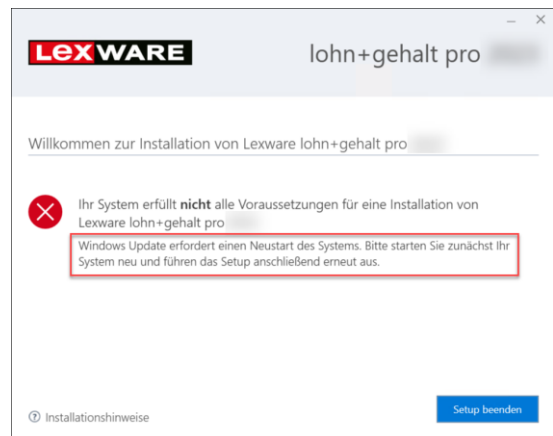 LEXWARE
lohn+gehalt pro
Willkommen zur Installation von Lexware lohn+gehalt pro
Ihr System erfüllt nicht alle Voraussetzungen für eine Installation von
Lexware lohn+gehalt pro
Windows Update erfordert einen Neustart des Systems. Bitte starten Sie zunächst Ihr
System neu und führen das Setup anschließend erneut aus.
Installationshinweise
Setup beenden